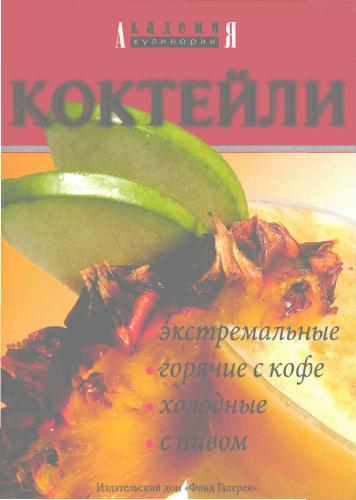 Академия
кулинарии
КОКТЕЙЛИ
• экстремальные
• горячие с кофе
• холодные
• с пивом
Издательский дом «Фонд Галерея»